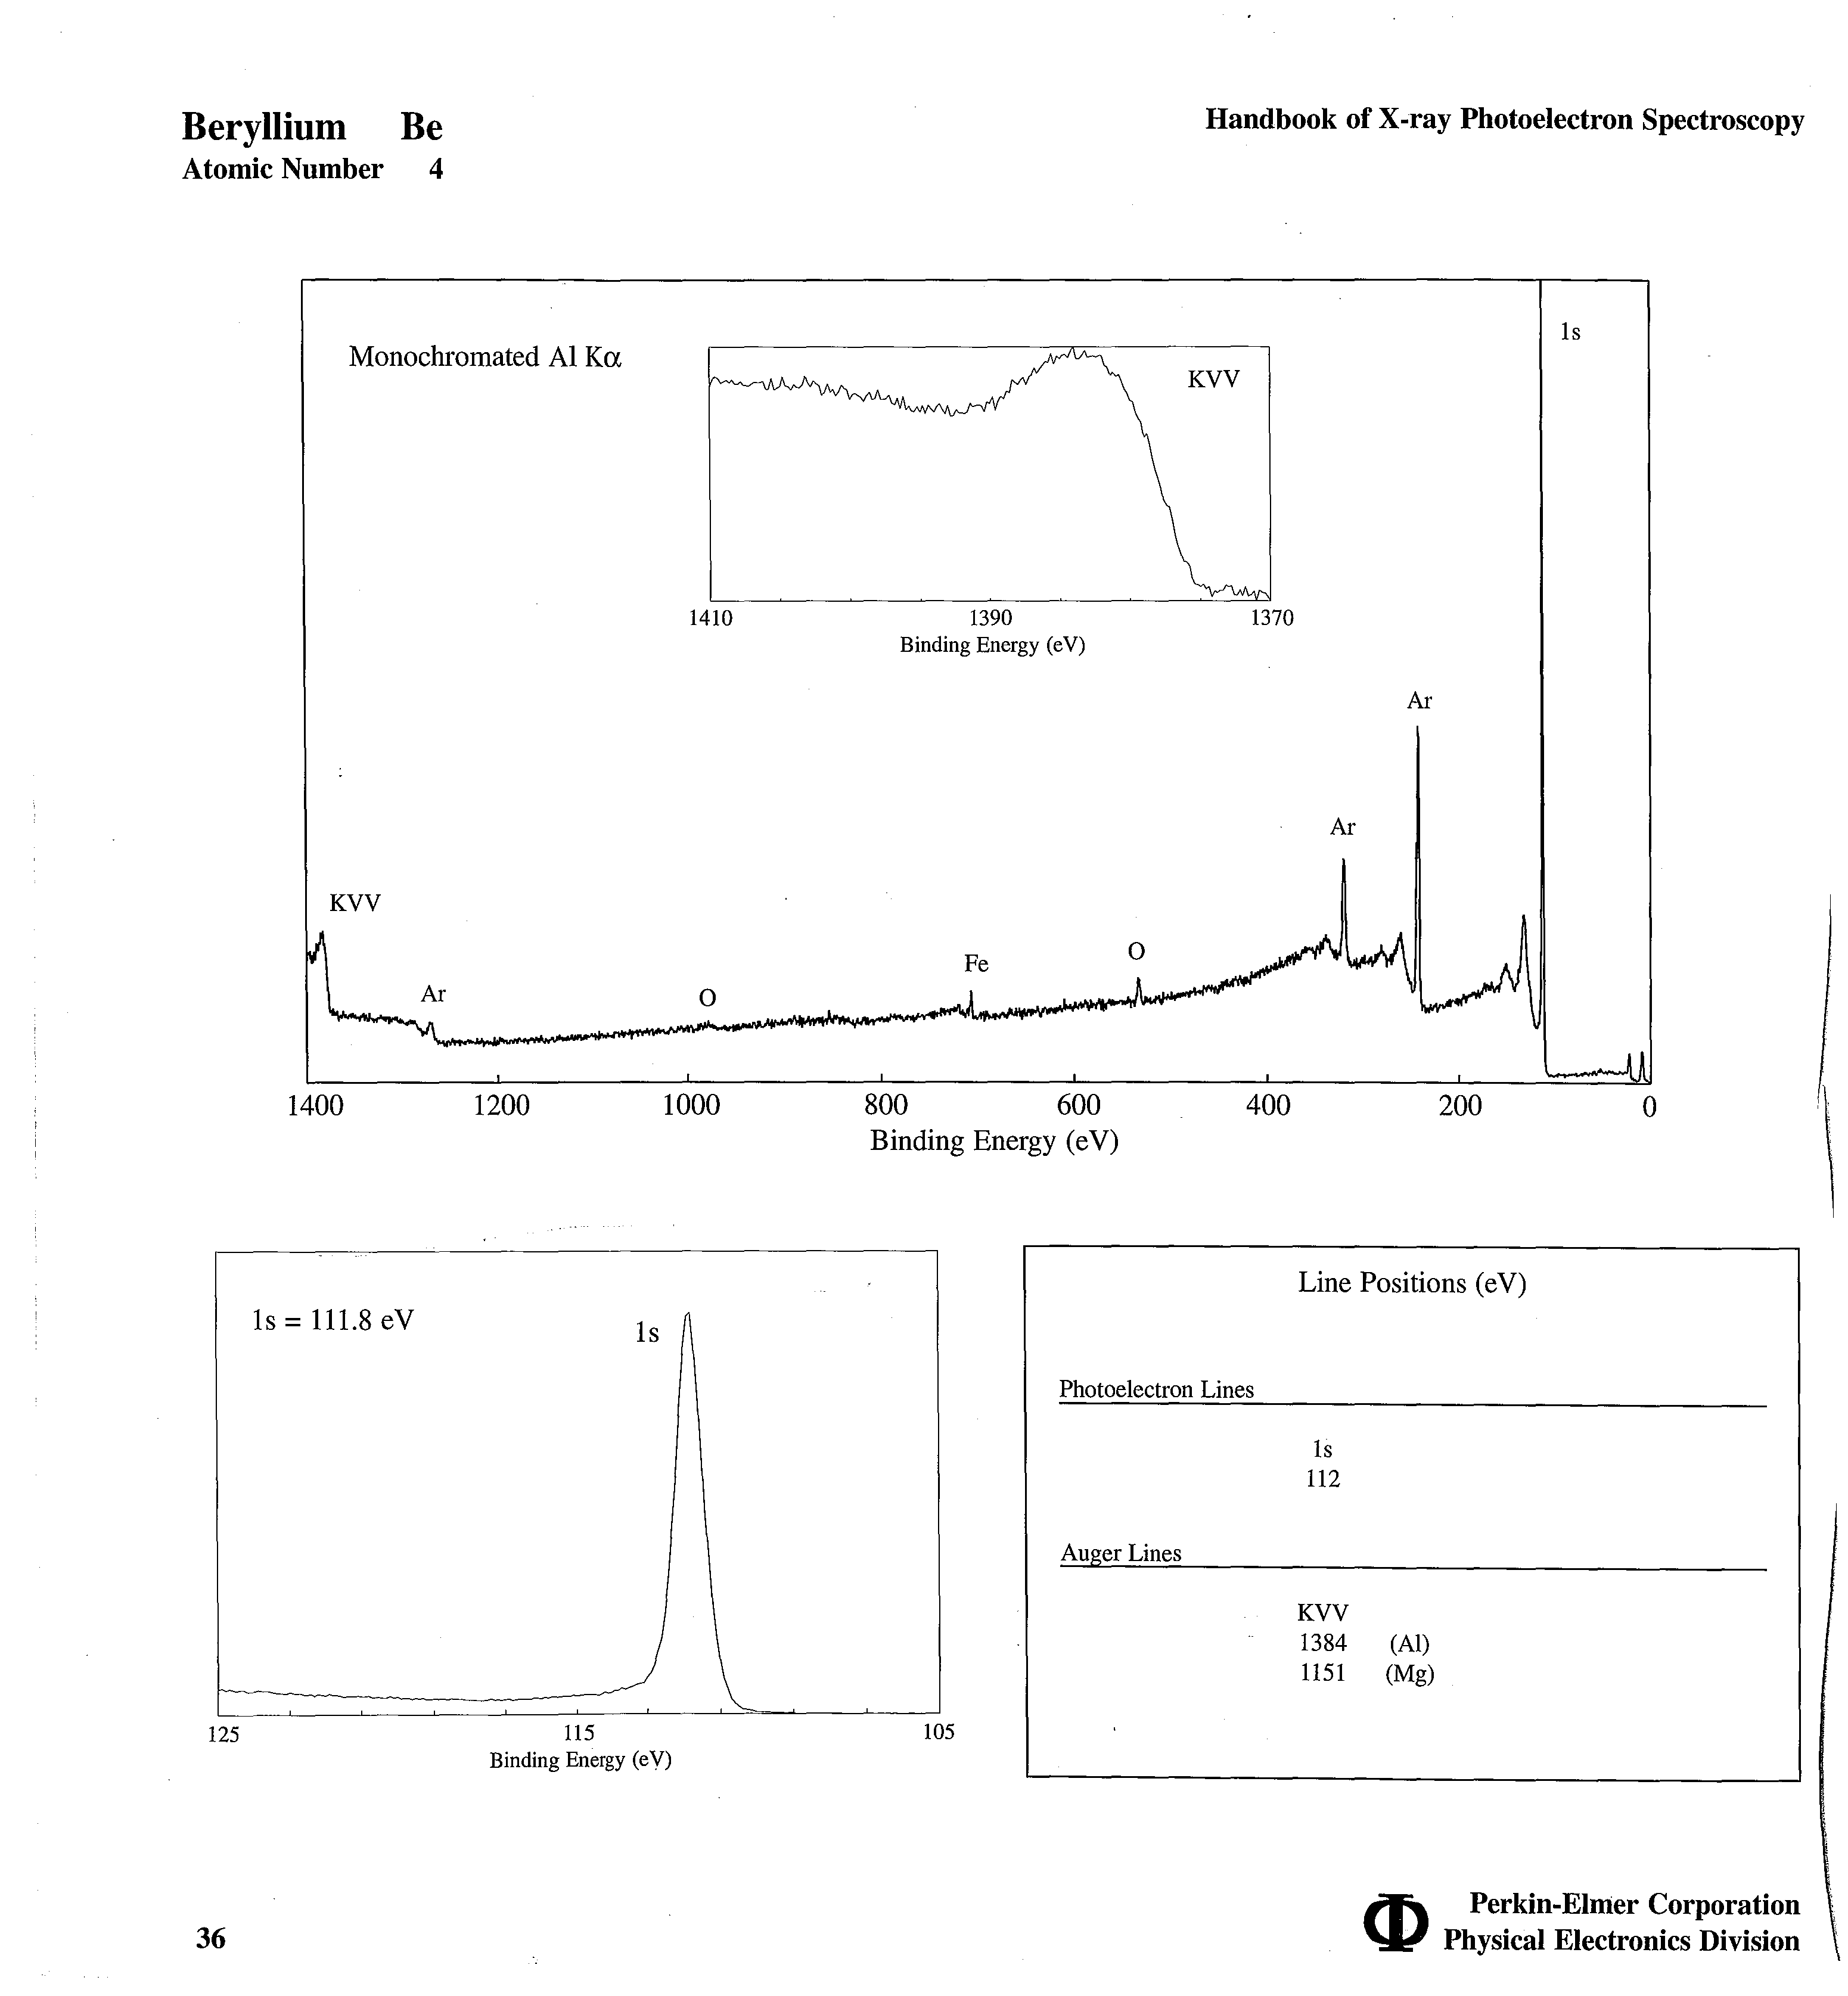 Beryllium Be
Atomic Number 4
Handbook of X-ray Photoelectron Spectroscopy
Monochromated Al Kα
KVV
1410 1390 1370
Binding Energy (eV)
1s
Ar
Ar
KVV
Ar
O
Fe
O
1400 1200 1000 800 600 400 200 0
Binding Energy (eV)
1s = 111.8 eV
1s
125 115 105
Binding Energy (eV)
Line Positions (eV)
Photoelectron Lines
1s
112
Auger Lines
KVV
1384 (Al)
1151 (Mg)
36
Perkin-Elmer Corporation
Physical Electronics Division